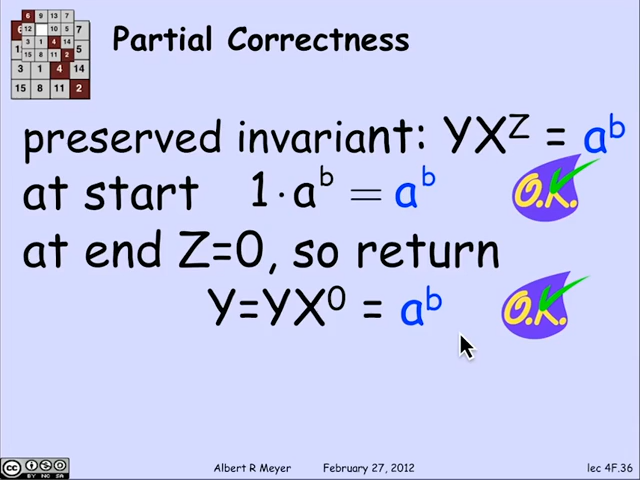 Partial Correctness
preserved invariant: YX^Z = a^b
at start 1·a^b = a^b O.K.
at end Z=0, so return
Y=YX^0 = a^b O.K.
Albert R Meyer February 27, 2012 lec 4F.36